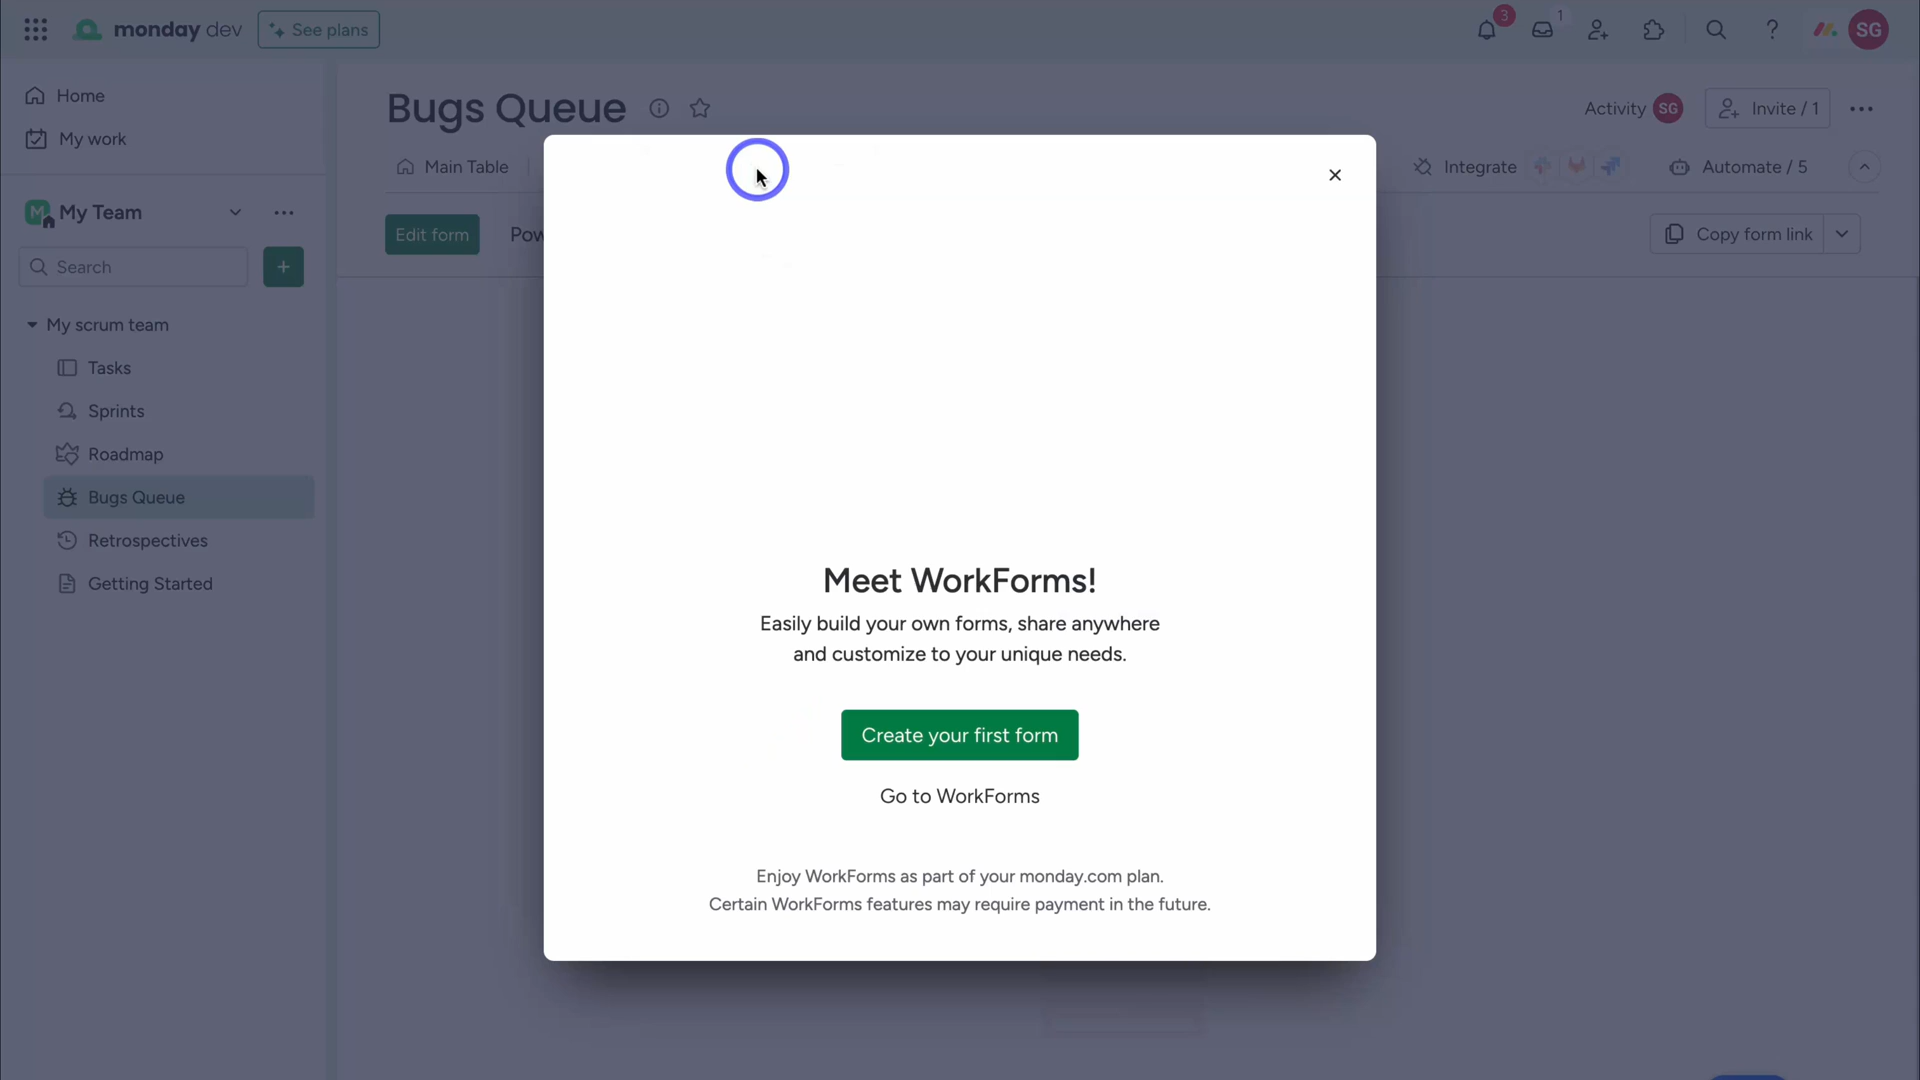 monday dev
See plans
3
1
SG
Home
My work
M My Team
Search
My scrum team
Tasks
Sprints
Roadmap
Bugs Queue
Retrospectives
Getting Started
Bugs Queue
Activity SG
Invite / 1
Main Table
Integrate
Automate / 5
Edit form
Pow
Copy form link
Meet WorkForms!
Easily build your own forms, share anywhere
and customize to your unique needs.
Create your first form
Go to WorkForms
Enjoy WorkForms as part of your monday.com plan.
Certain WorkForms features may require payment in the future.